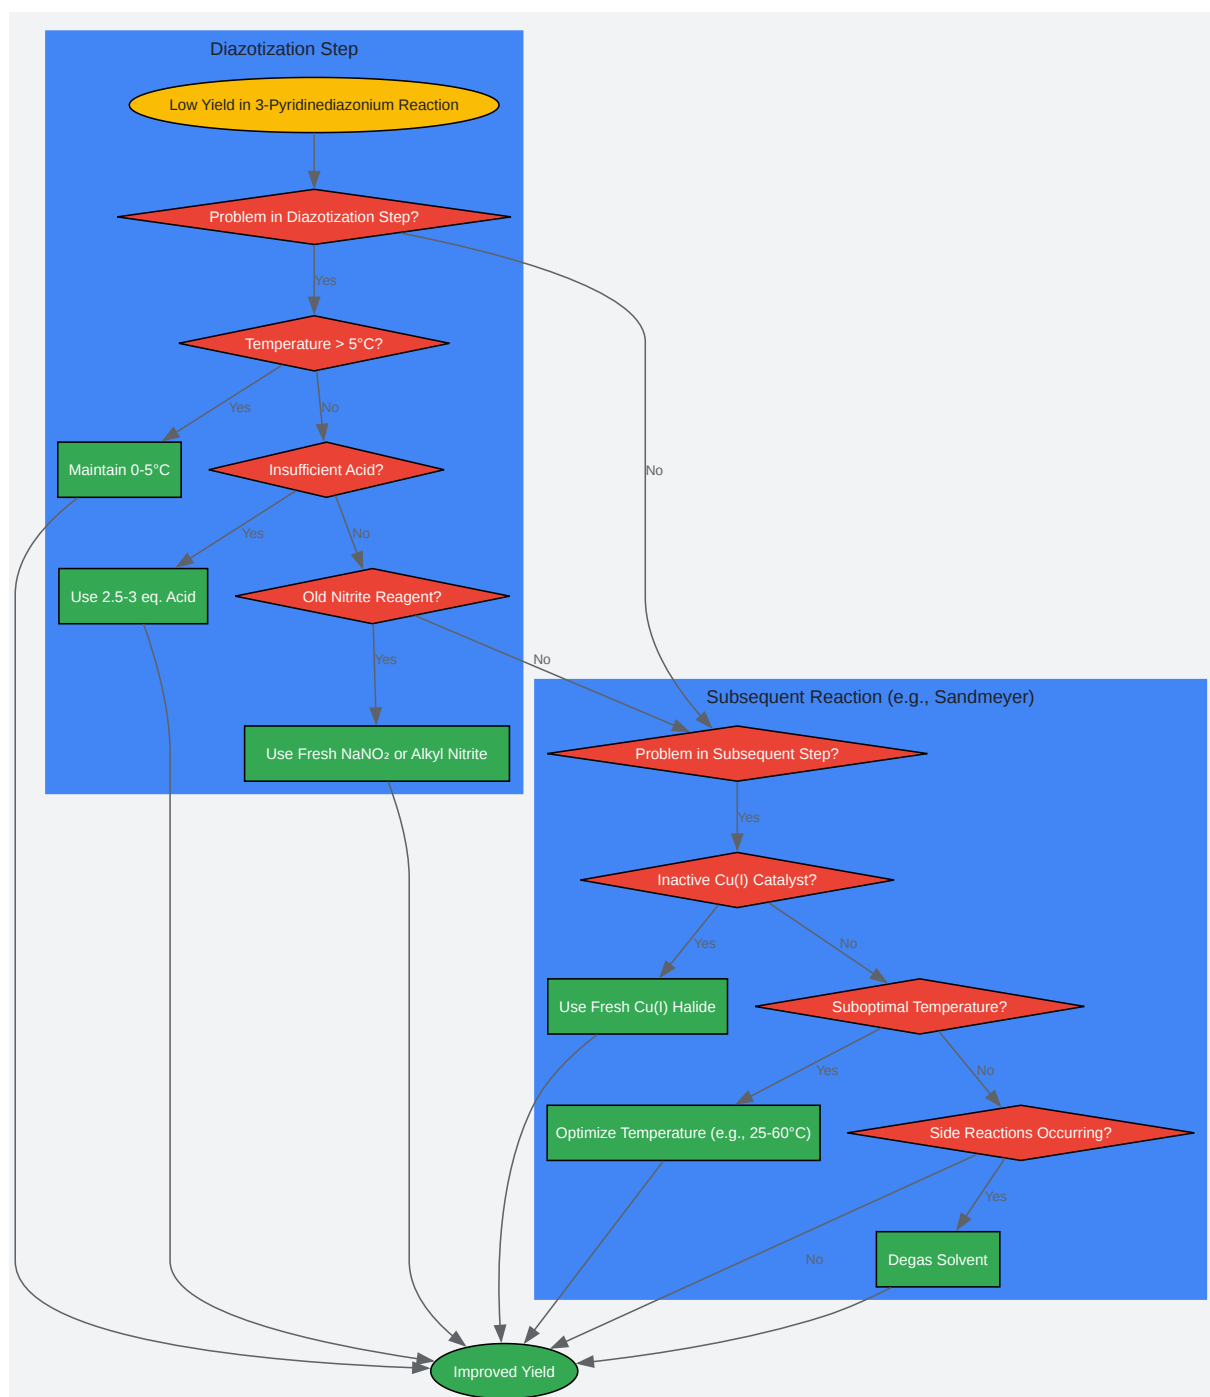 Diazotization Step
Low Yield in 3-Pyridinediazonium Reaction
Problem in Diazotization Step?
Yes
Temperature > 5°C?
Yes
No
Maintain 0-5°C
Insufficient Acid?
No
Yes
No
Use 2.5-3 eq. Acid
Old Nitrite Reagent?
Yes
No
Subsequent Reaction (e.g., Sandmeyer)
Use Fresh NaNO₂ or Alkyl Nitrite
Problem in Subsequent Step?
Yes
Inactive Cu(I) Catalyst?
Yes
No
Use Fresh Cu(I) Halide
Suboptimal Temperature?
Yes
No
Optimize Temperature (e.g., 25-60°C)
Side Reactions Occurring?
Yes
No
Degas Solvent
Improved Yield